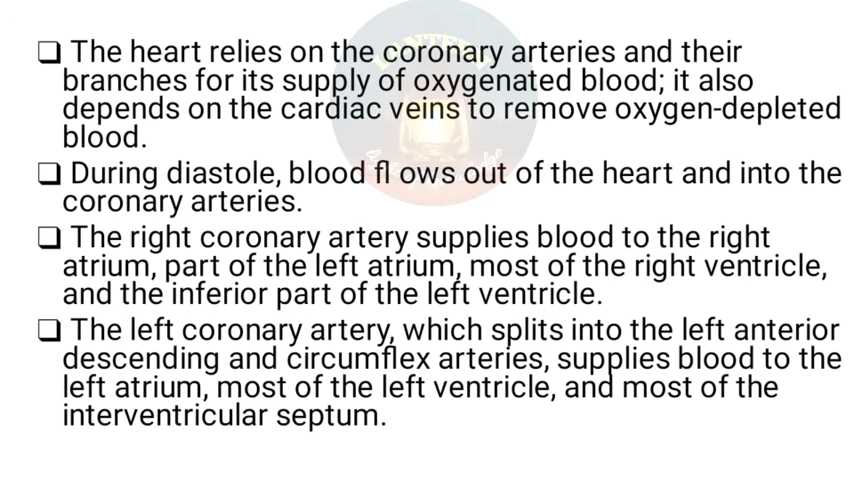 ❑ The heart relies on the coronary arteries and their
branches for its supply of oxygenated blood; it also
depends on the cardiac veins to remove oxygen-depleted
blood.
❑ During diastole, blood fl ows out of the heart and into the
coronary arteries.
❑ The right coronary artery supplies blood to the right
atrium, part of the left atrium, most of the right ventricle,
and the inferior part of the left ventricle.
❑ The left coronary artery, which splits into the left anterior
descending and circumflex arteries, supplies blood to the
left atrium, most of the left ventricle, and most of the
interventricular septum.